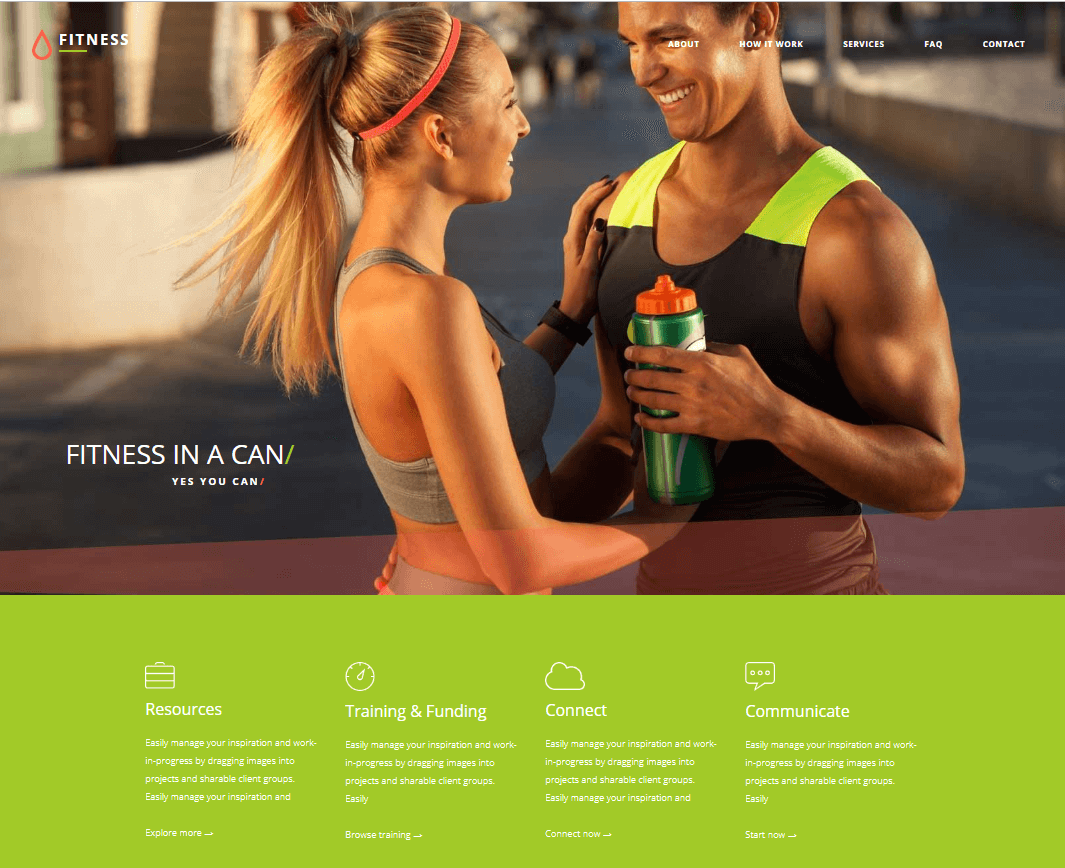 FITNESS
ABOUT HOW IT WORK SERVICES FAQ CONTACT
FITNESS IN A CAN/
YES YOU CAN/
Resources
Easily manage your inspiration and work-
in-progress by dragging images into
projects and sharable client groups.
Easily manage your inspiration and
Explore more →
Training & Funding
Easily manage your inspiration and work-
in-progress by dragging images into
projects and sharable client groups.
Easily
Browse training →
Connect
Easily manage your inspiration and work-
in-progress by dragging images into
projects and sharable client groups.
Easily manage your inspiration and
Connect now →
Communicate
Easily manage your inspiration and work-
in-progress by dragging images into
projects and sharable client groups.
Easily
Start now →